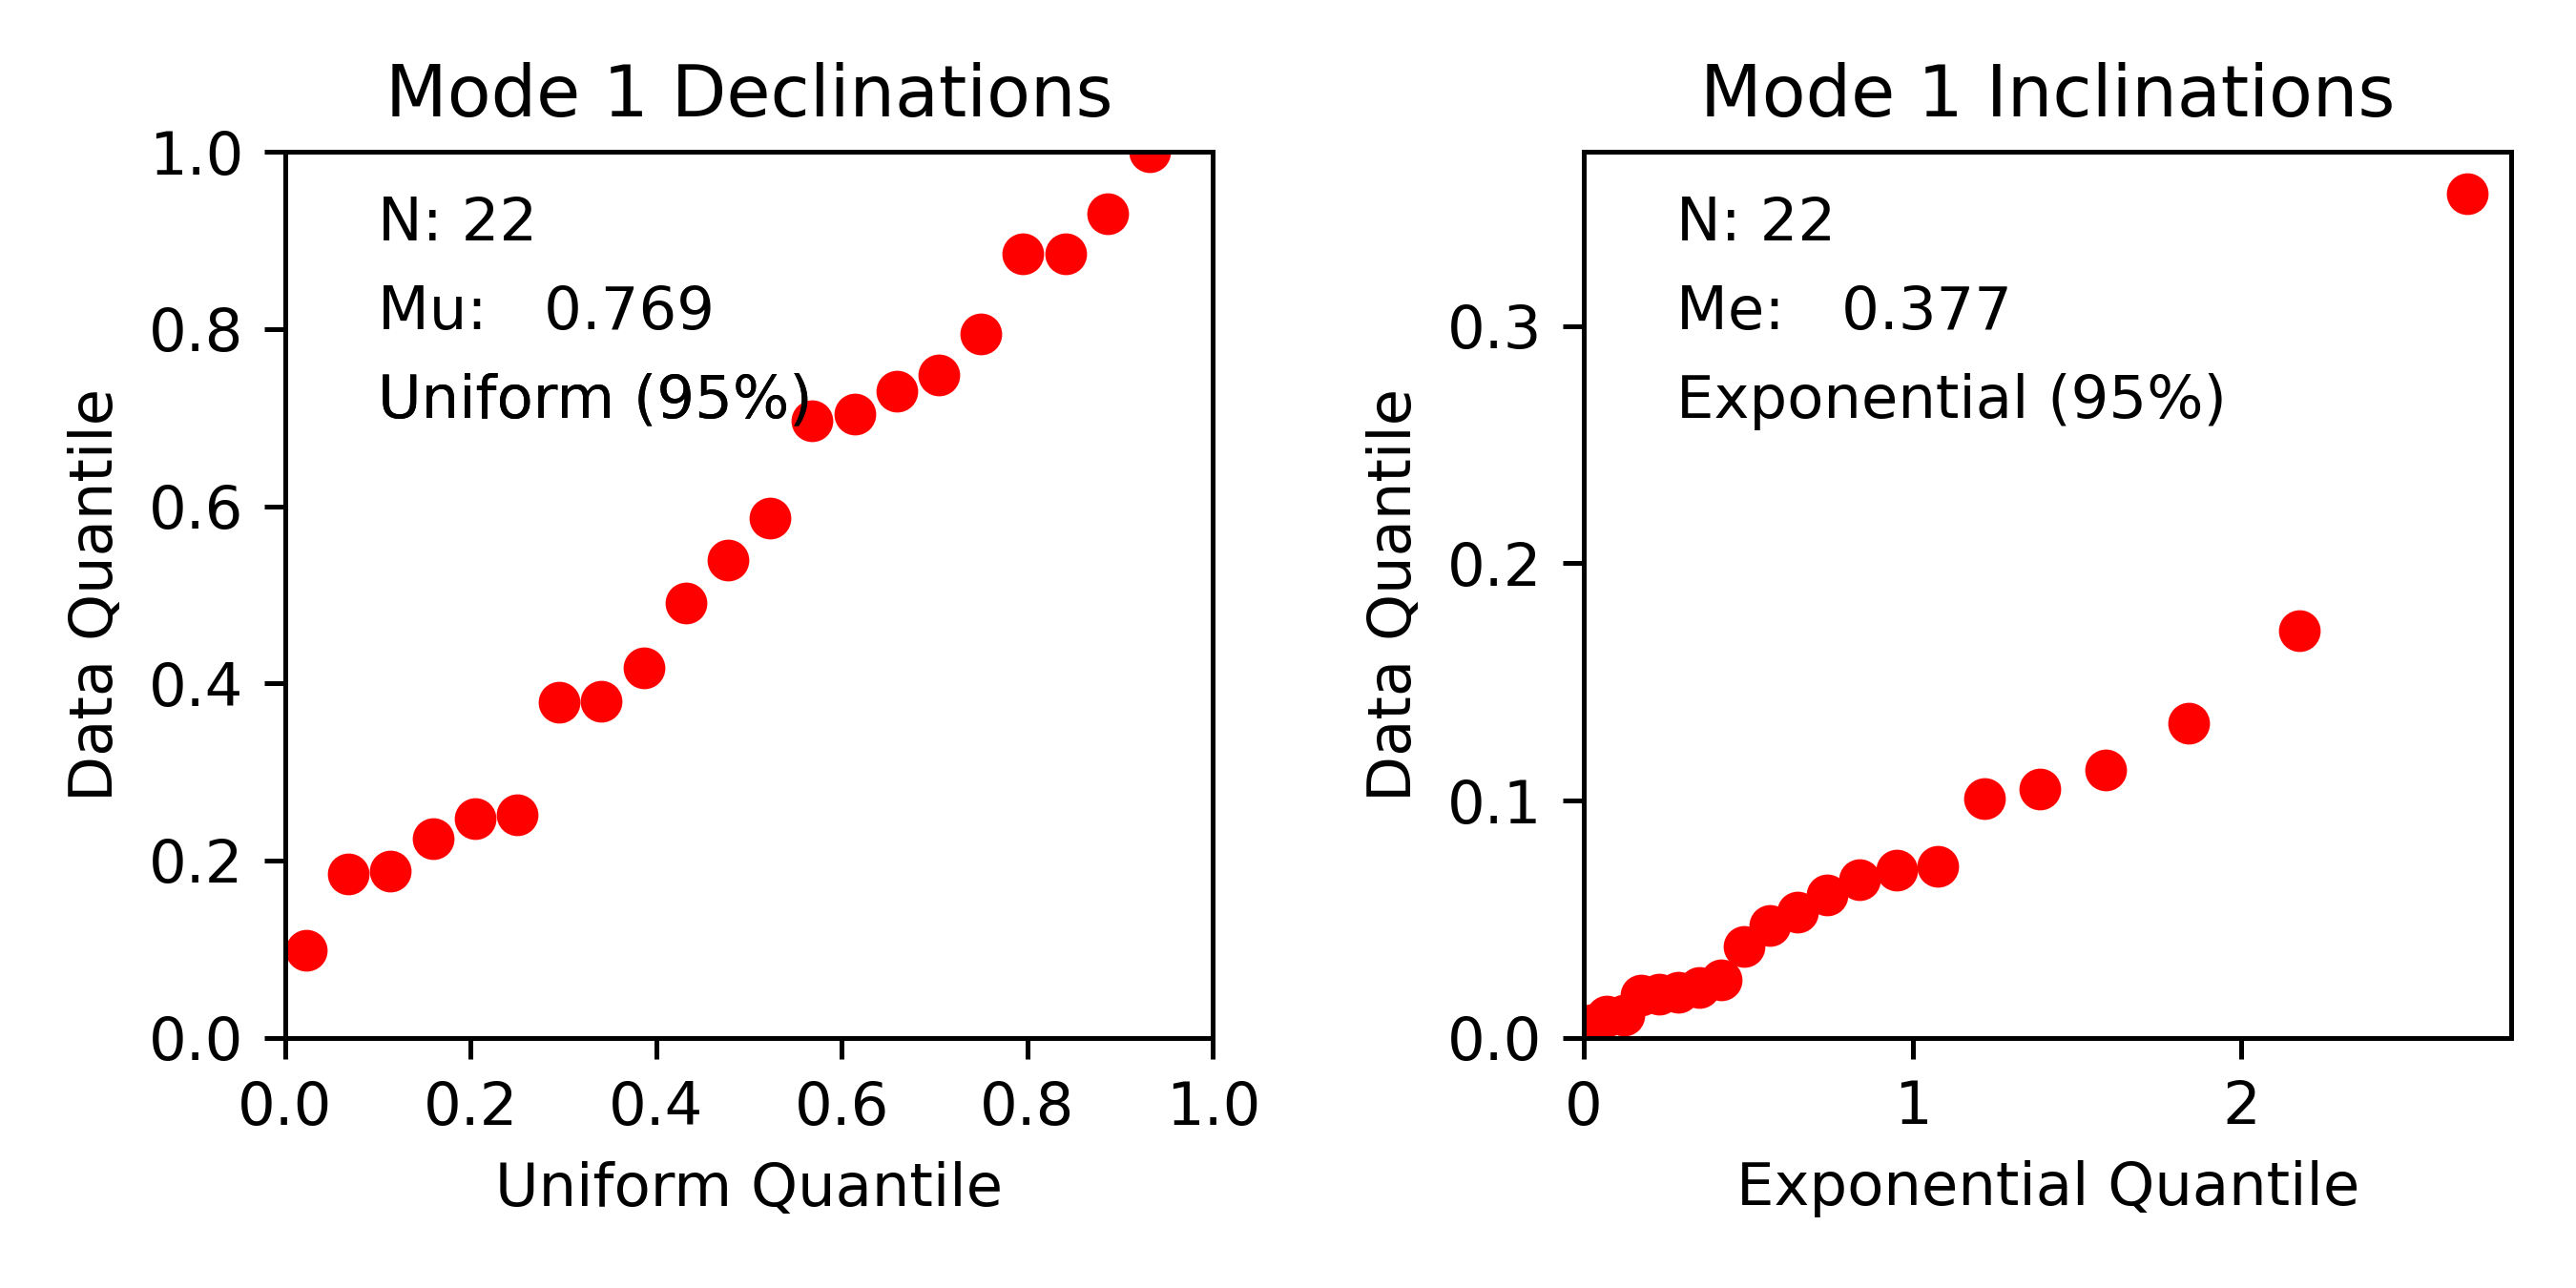 Mode 1 Declinations
1.0
0.8
0.6
0.4
0.2
0.0
Data Quantile
N: 22
Mu: 0.769
Uniform (95%)
0.0 0.2 0.4 0.6 0.8 1.0
Uniform Quantile
Mode 1 Inclinations
0.3
0.2
0.1
0.0
Data Quantile
N: 22
Me: 0.377
Exponential (95%)
0 1 2
Exponential Quantile